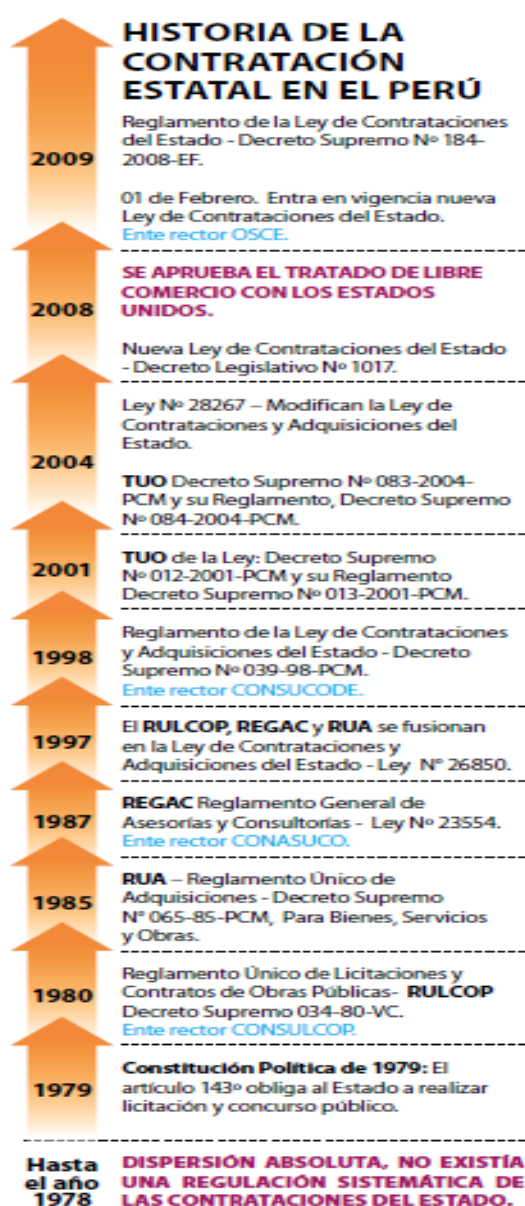 HISTORIA DE LA
CONTRATACIÓN
ESTATAL EN EL PERÚ
2009
Reglamento de la Ley de Contrataciones
del Estado - Decreto Supremo Nº 184-
2008-EF.
01 de Febrero. Entra en vigencia nueva
Ley de Contrataciones del Estado.
Ente rector OSCE.
2008
SE APRUEBA EL TRATADO DE LIBRE
COMERCIO CON LOS ESTADOS
UNIDOS.
Nueva Ley de Contrataciones del Estado
- Decreto Legislativo Nº 1017.
2004
Ley Nº 28267 – Modifican la Ley de
Contrataciones y Adquisiciones del
Estado.
TUO Decreto Supremo Nº 083-2004-
PCM y su Reglamento, Decreto Supremo
Nº 084-2004-PCM.
2001
TUO de la Ley: Decreto Supremo
Nº 012-2001-PCM y su Reglamento
Decreto Supremo Nº 013-2001-PCM.
1998
Reglamento de la Ley de Contrataciones
y Adquisiciones del Estado - Decreto
Supremo Nº 039-98-PCM.
Ente rector CONSUCODE.
1997
El RULCOP, REGAC y RUA se fusionan
en la Ley de Contrataciones y
Adquisiciones del Estado - Ley N° 26850.
1987
REGAC Reglamento General de
Asesorías y Consultorías - Ley Nº 23554.
Ente rector CONASUCO.
1985
RUA – Reglamento Único de
Adquisiciones - Decreto Supremo
N° 065-85-PCM, Para Bienes, Servicios
y Obras.
1980
Reglamento Único de Licitaciones y
Contratos de Obras Públicas- RULCOP
Decreto Supremo 034-80-VC.
Ente rector CONSULCOP.
1979
Constitución Política de 1979: El
artículo 143º obliga al Estado a realizar
licitación y concurso público.
Hasta
el año
1978
DISPERSIÓN ABSOLUTA, NO EXISTÍA
UNA REGULACIÓN SISTEMÁTICA DE
LAS CONTRATACIONES DEL ESTADO.